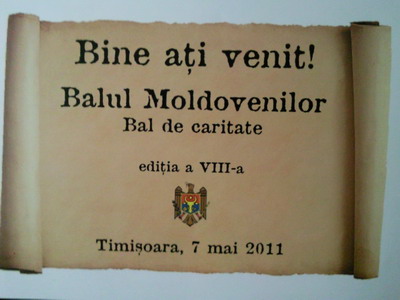 Bine ați venit!
Balul Moldovenilor
Bal de caritate
ediția a VIII-a
Timișoara, 7 mai 2011